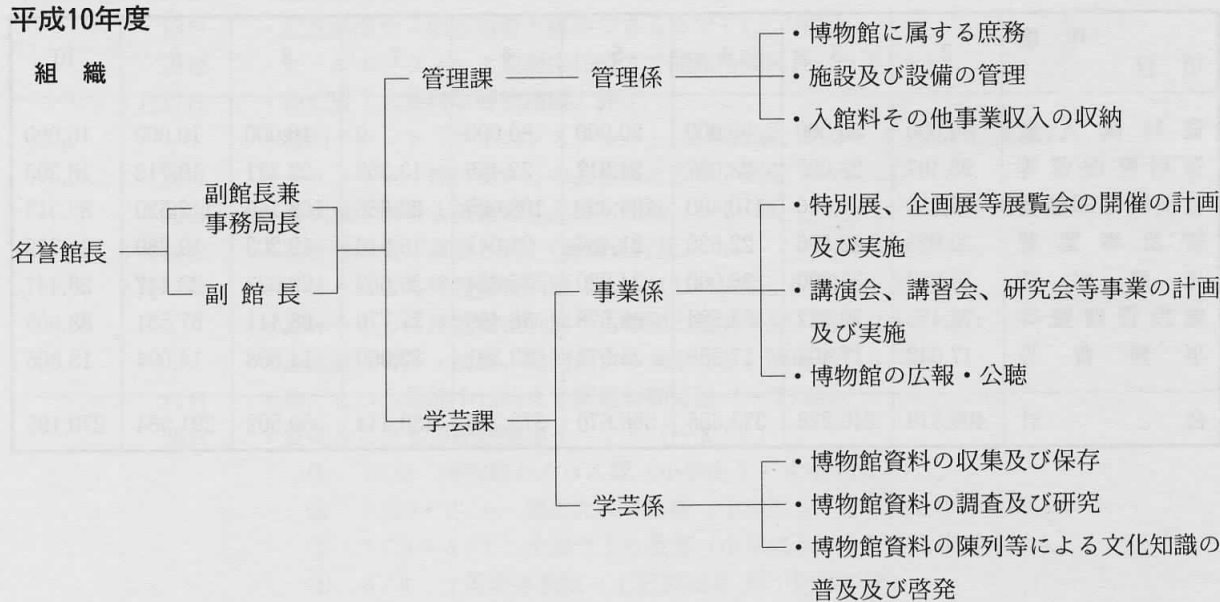 平成10年度
組 織
名誉館長
副館長兼
事務局長
副 館 長
管理課
管理係
・博物館に属する庶務
・施設及び設備の管理
・入館料その他事業収入の収納
学芸課
事業係
・特別展、企画展等展覧会の開催の計画
及び実施
・講演会、講習会、研究会等事業の計画
及び実施
・博物館の広報・公聴
学芸係
・博物館資料の収集及び保存
・博物館資料の調査及び研究
・博物館資料の陳列等による文化知識の
普及及び啓発